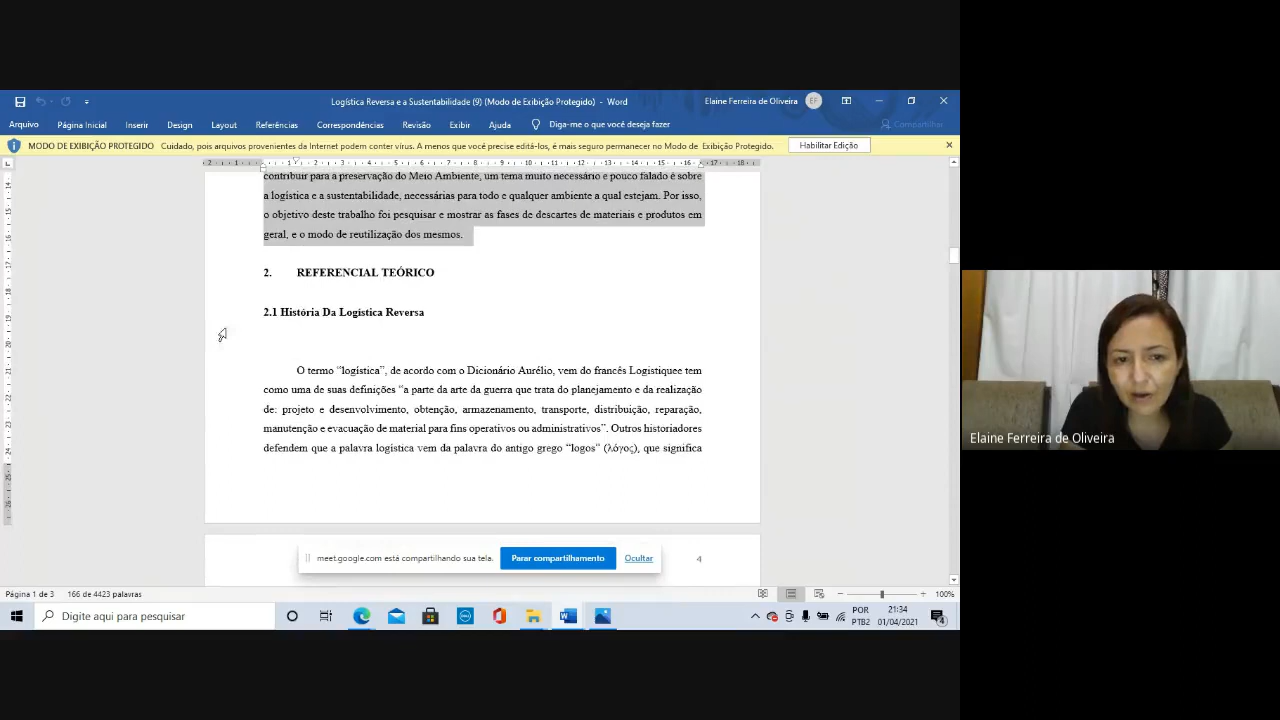 Logística Reversa e a Sustentabilidade (9) (Modo de Exibição Protegido) - Word
Elaine Ferreira de Oliveira
EF
Arquivo Página Inicial Inserir Design Layout Referências Correspondências Revisão Exibir Ajuda Diga-me o que você deseja fazer Compartilhar
MODO DE EXIBIÇÃO PROTEGIDO Cuidado, pois arquivos provenientes da Internet podem conter vírus. A menos que você precise editá-los, é mais seguro permanecer no Modo de Exibição Protegido. Habilitar Edição
contribuir para a preservação do Meio Ambiente, um tema muito necessário e pouco falado é sobre
a logística e a sustentabilidade, necessárias para todo e qualquer ambiente a qual estejam. Por isso,
o objetivo deste trabalho foi pesquisar e mostrar as fases de descartes de materiais e produtos em
geral, e o modo de reutilização dos mesmos.
2. REFERENCIAL TEÓRICO
2.1 História Da Logística Reversa
O termo “logística”, de acordo com o Dicionário Aurélio, vem do francês Logistiquee tem
como uma de suas definições “a parte da arte da guerra que trata do planejamento e da realização
de: projeto e desenvolvimento, obtenção, armazenamento, transporte, distribuição, reparação,
manutenção e evacuação de material para fins operativos ou administrativos”. Outros historiadores
defendem que a palavra logística vem da palavra do antigo grego “logos“ (λόγος), que significa
meet.google.com está compartilhando sua tela. Parar compartilhamento Ocultar
4
Página 1 de 3 166 de 4423 palavras
100%
Digite aqui para pesquisar
POR
PTB2
21:34
01/04/2021
4
Elaine Ferreira de Oliveira